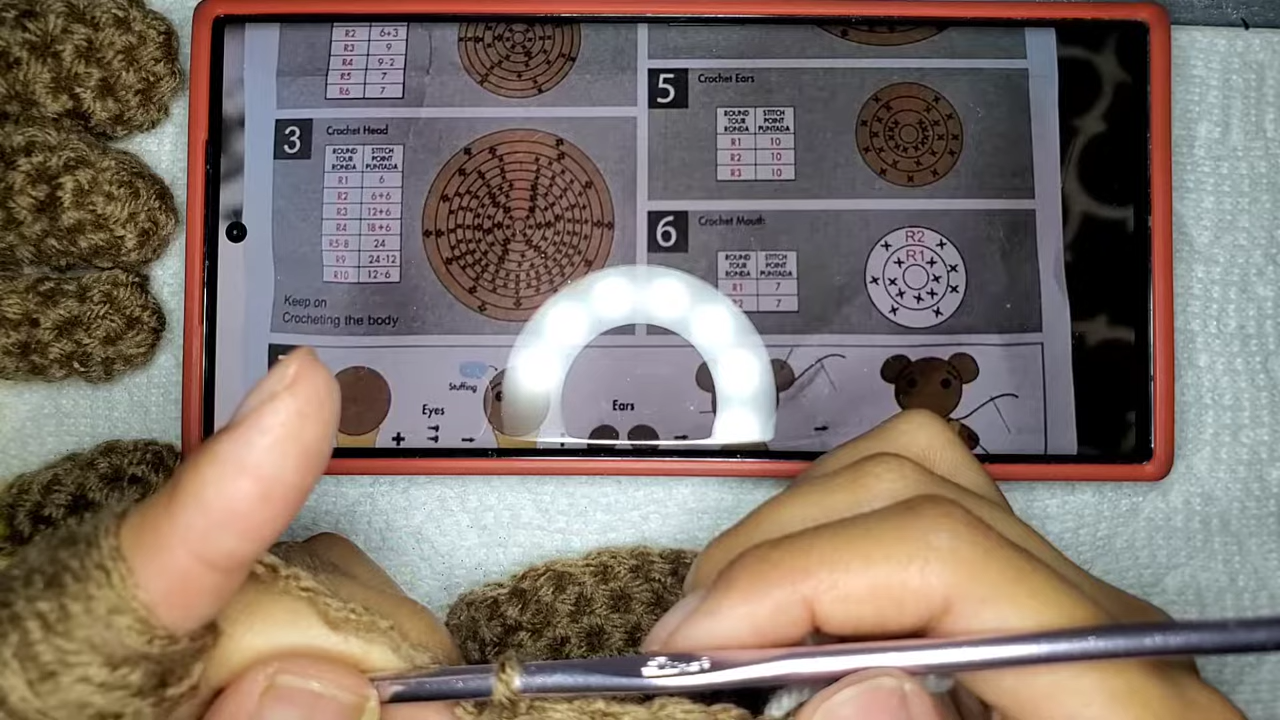 R2 6+3
R3 9
R4 9-2
R5 7
R6 7
3 Crochet Head
ROUND TOUR RONDA STITCH POINT PUNTADA
R1 6
R2 6+6
R3 12+6
R4 18+6
R5-8 24
R9 24-12
R10 12-6
Keep on
Crocheting the body
5 Crochet Ears
ROUND TOUR RONDA STITCH POINT PUNTADA
R1 10
R2 10
R3 10
6 Crochet Mouth
ROUND TOUR RONDA STITCH POINT PUNTADA
R1 7
7
R2
R1
Stuffing
Eyes
Ears